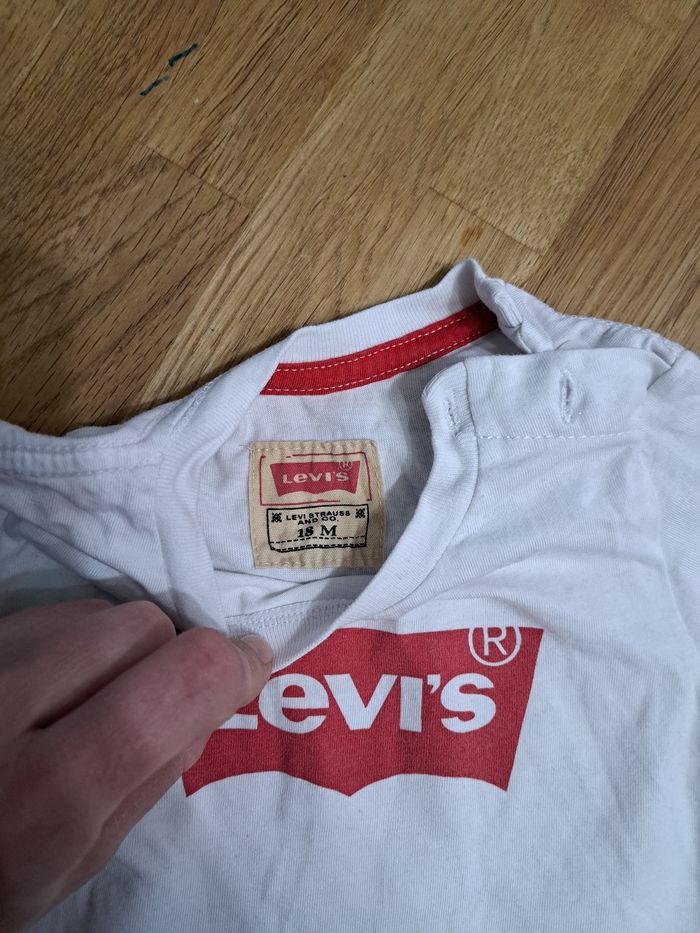 LEVI'S®
LEVI STRAUSS
AND CO.
18 M
LEVI'S®